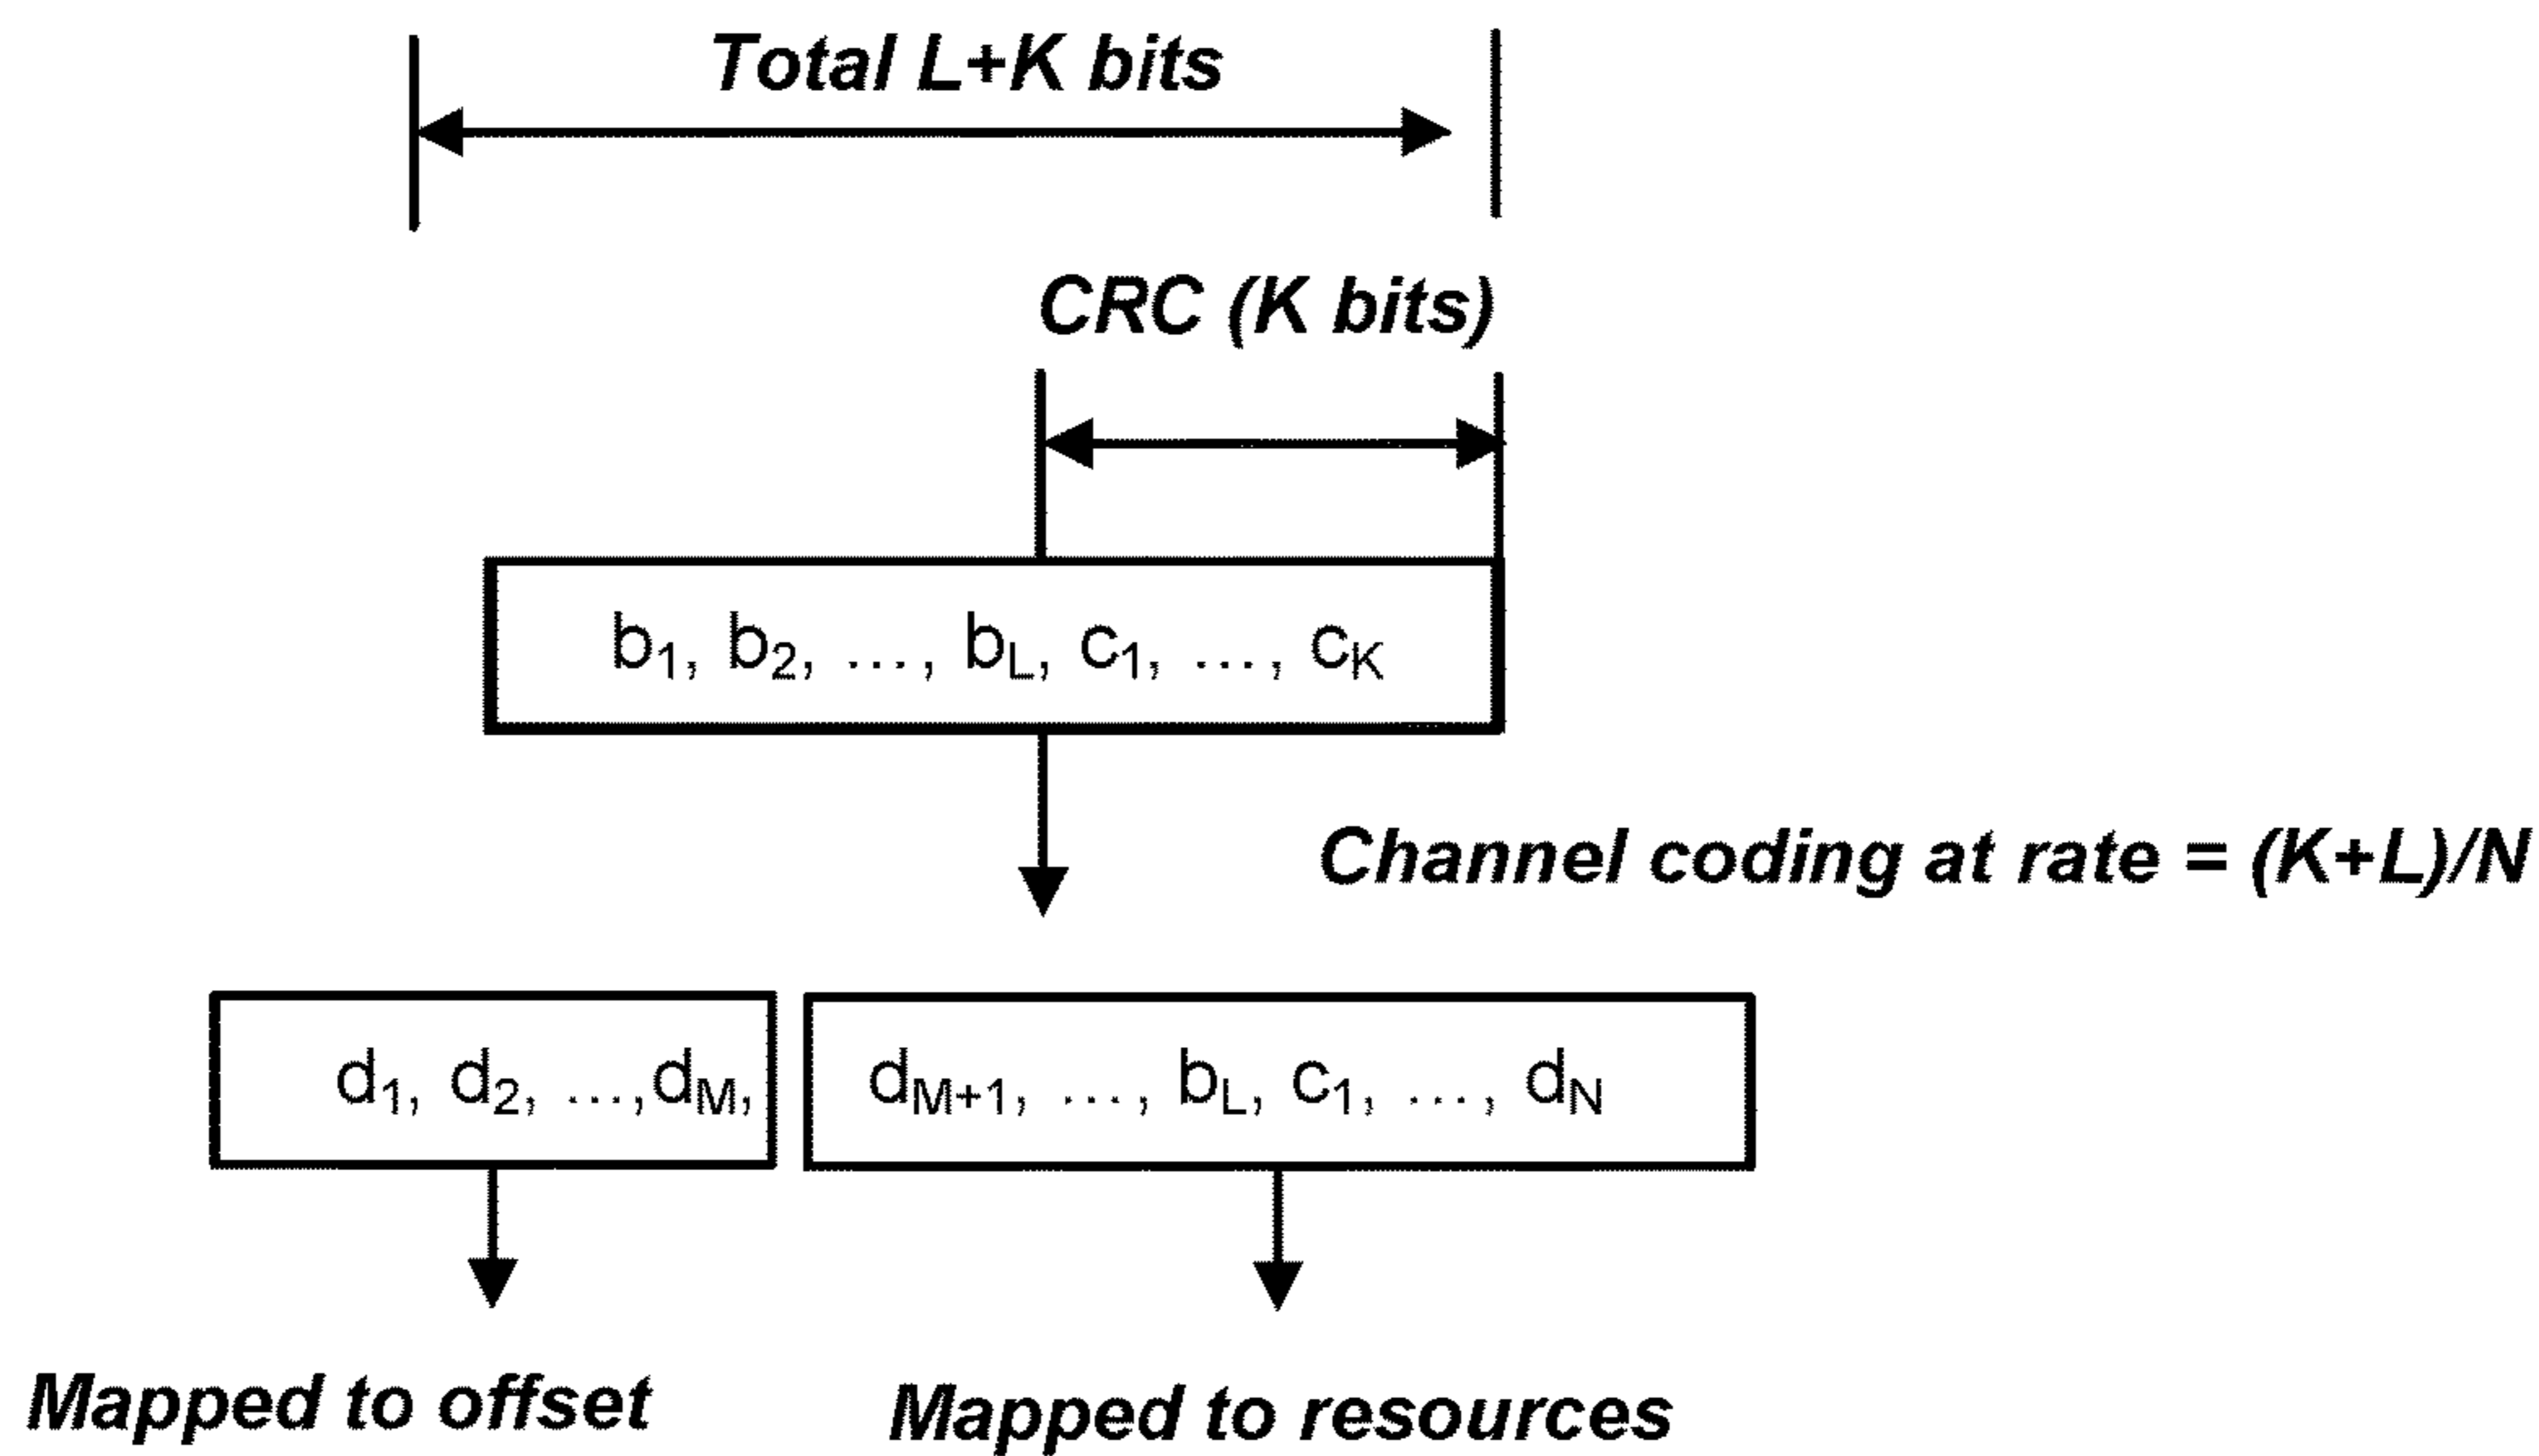 Total L+K bits
CRC (K bits)
b1, b2, ..., bL, c1, ..., cK
Channel coding at rate = (K+L)/N
d1, d2, ...,dM,
dM+1, ..., bL, c1, ..., dN
Mapped to offset
Mapped to resources